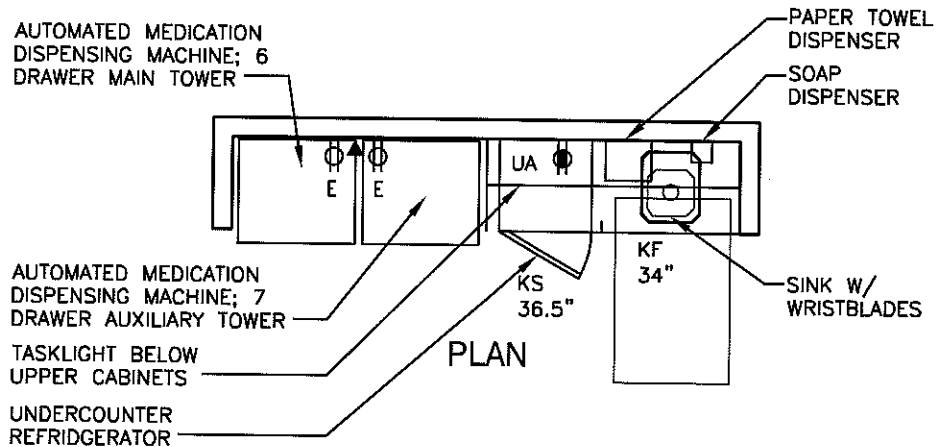 AUTOMATED MEDICATION
DISPENSING MACHINE; 6
DRAWER MAIN TOWER
PAPER TOWEL
DISPENSER
SOAP
DISPENSER
E
E
UA
AUTOMATED MEDICATION
DISPENSING MACHINE; 7
DRAWER AUXILIARY TOWER
KS
36.5"
KF
34"
SINK W/
WRISTBLADES
TASKLIGHT BELOW
UPPER CABINETS
PLAN
UNDERCOUNTER
REFRIDGERATOR